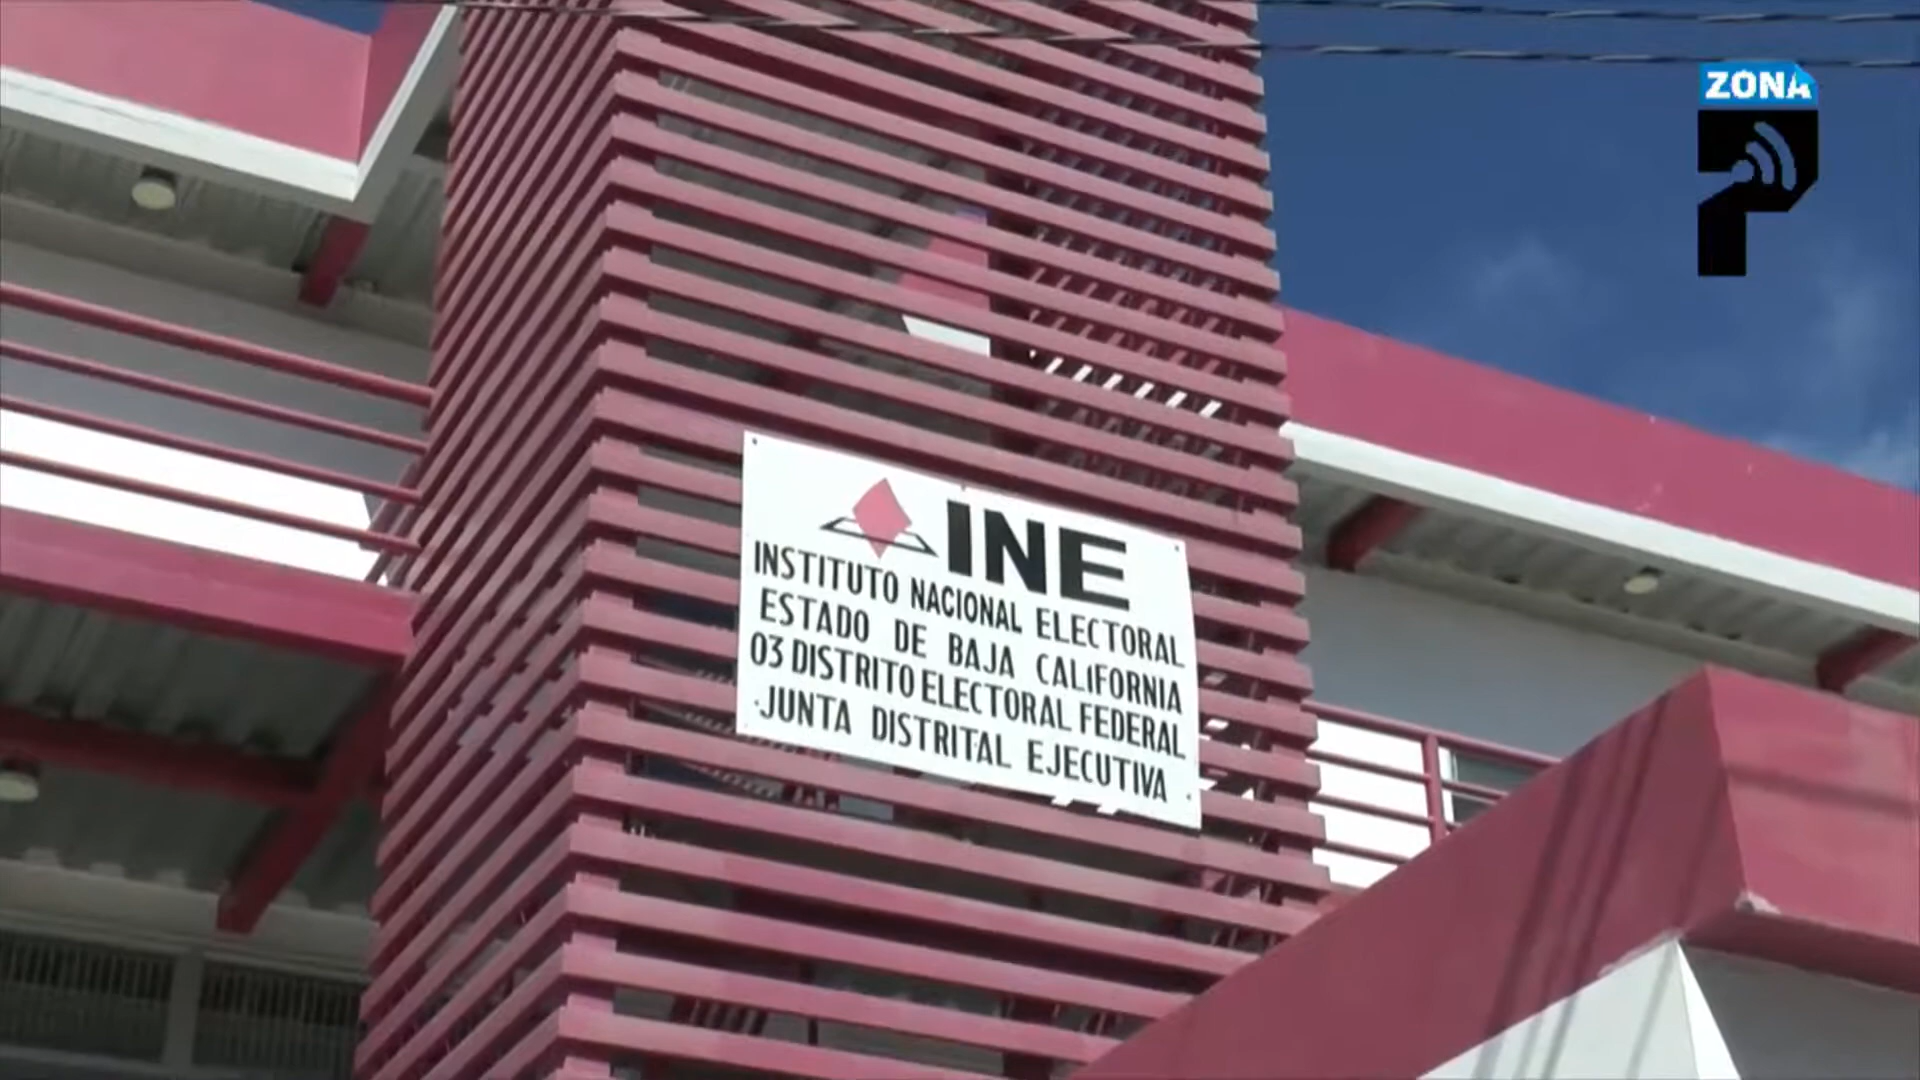 ZONA
P
INE
INSTITUTO NACIONAL ELECTORAL
ESTADO DE BAJA CALIFORNIA
03 DISTRITO ELECTORAL FEDERAL
JUNTA DISTRITAL EJECUTIVA